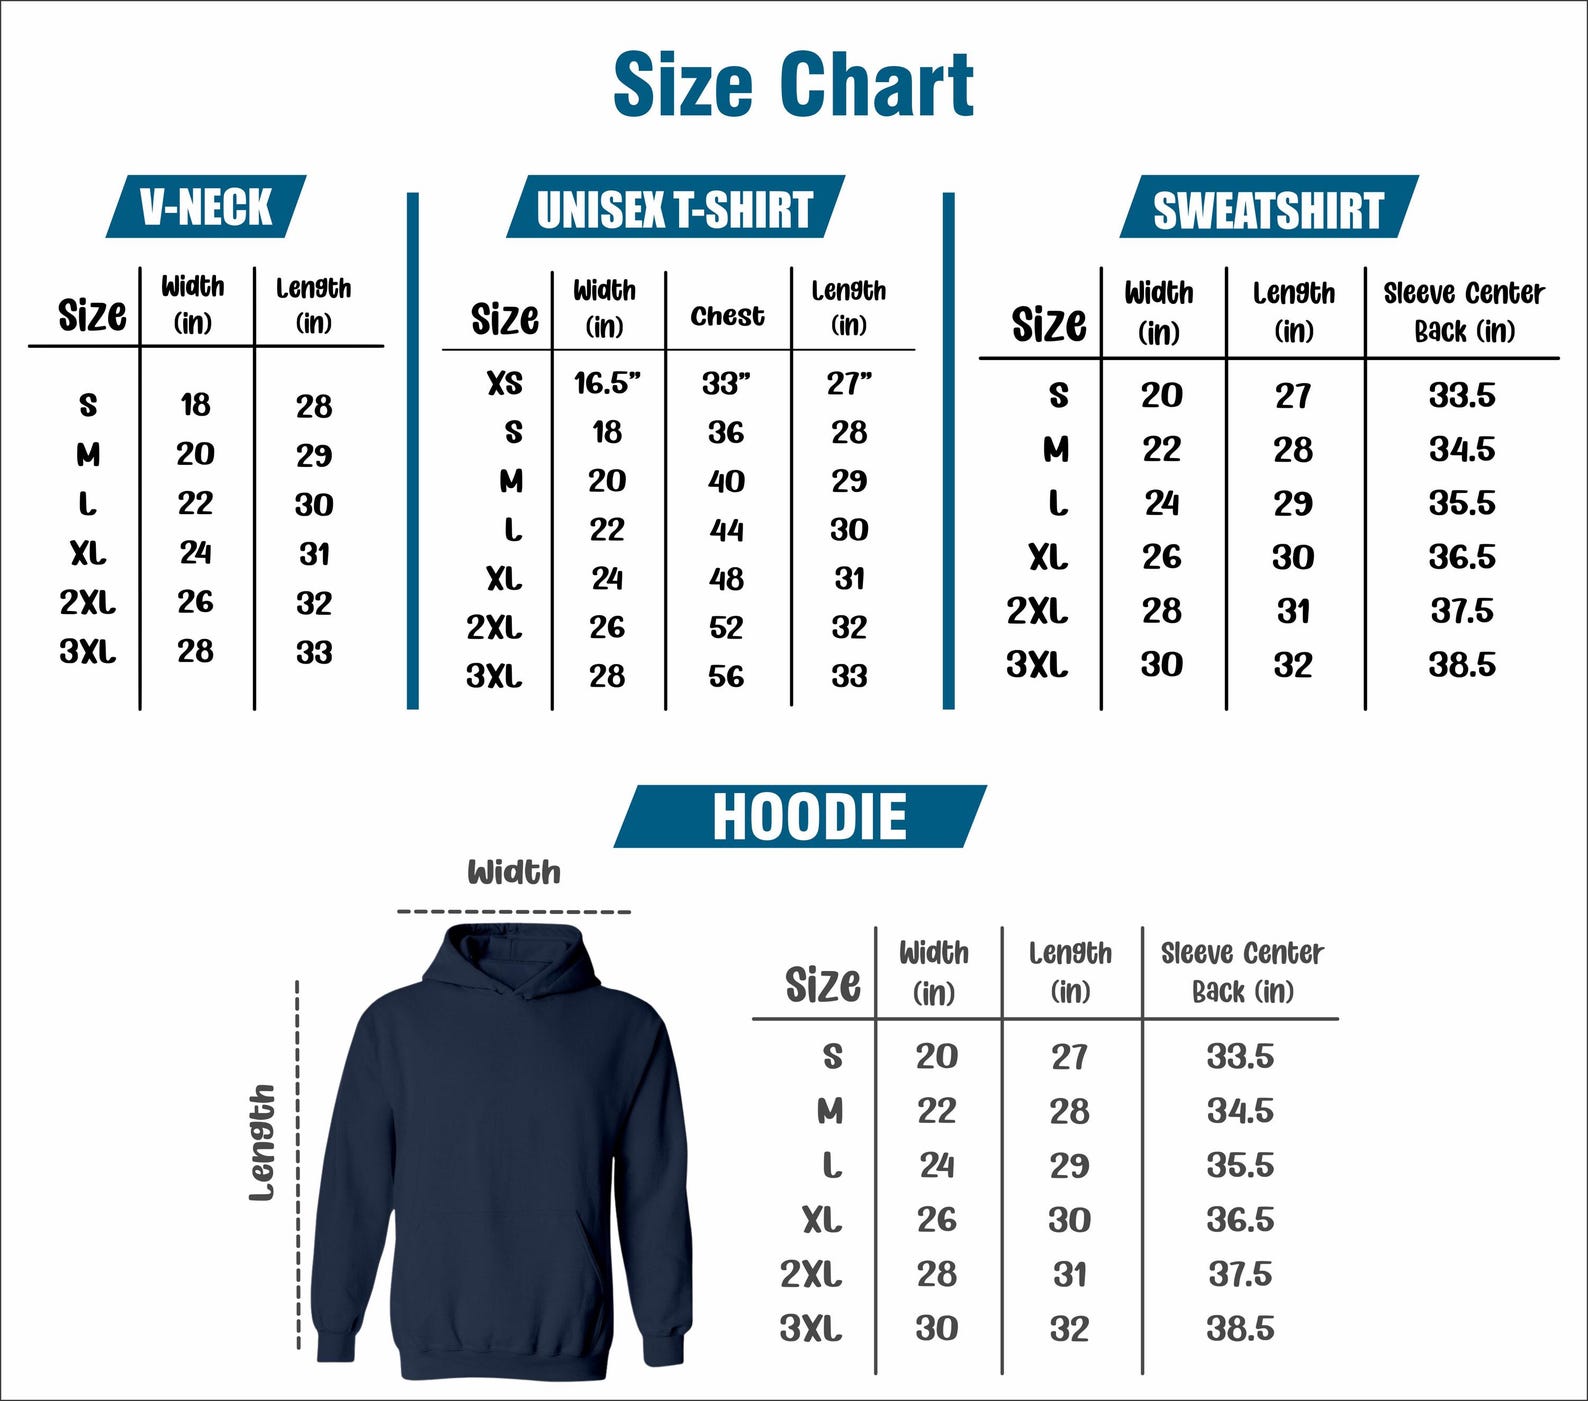 Size Chart
V-NECK
Size Width (in) Length (in)
S 18 28
M 20 29
L 22 30
XL 24 31
2XL 26 32
3XL 28 33
UNISEX T-SHIRT
Size Width (in) Chest Length (in)
XS 16.5” 33” 27”
S 18 36 28
M 20 40 29
L 22 44 30
XL 24 48 31
2XL 26 52 32
3XL 28 56 33
SWEATSHIRT
Size Width (in) Length (in) Sleeve Center Back (in)
S 20 27 33.5
M 22 28 34.5
L 24 29 35.5
XL 26 30 36.5
2XL 28 31 37.5
3XL 30 32 38.5
HOODIE
Width
Length
Size Width (in) Length (in) Sleeve Center Back (in)
S 20 27 33.5
M 22 28 34.5
L 24 29 35.5
XL 26 30 36.5
2XL 28 31 37.5
3XL 30 32 38.5